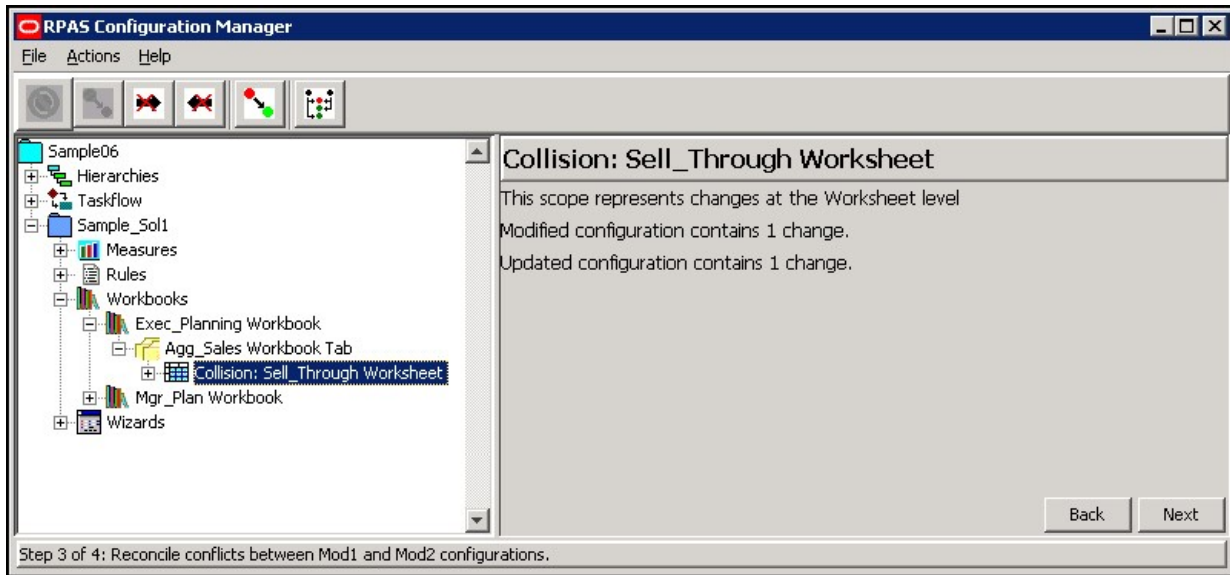 RPAS Configuration Manager
File Actions Help
Sample06
Hierarchies
Taskflow
Sample_Sol1
Measures
Rules
Workbooks
Exec_Planning Workbook
Agg_Sales Workbook Tab
Collision: Sell_Through Worksheet
Mgr_Plan Workbook
Wizards
Collision: Sell_Through Worksheet
This scope represents changes at the Worksheet level
Modified configuration contains 1 change.
Updated configuration contains 1 change.
Back Next
Step 3 of 4: Reconcile conflicts between Mod1 and Mod2 configurations.